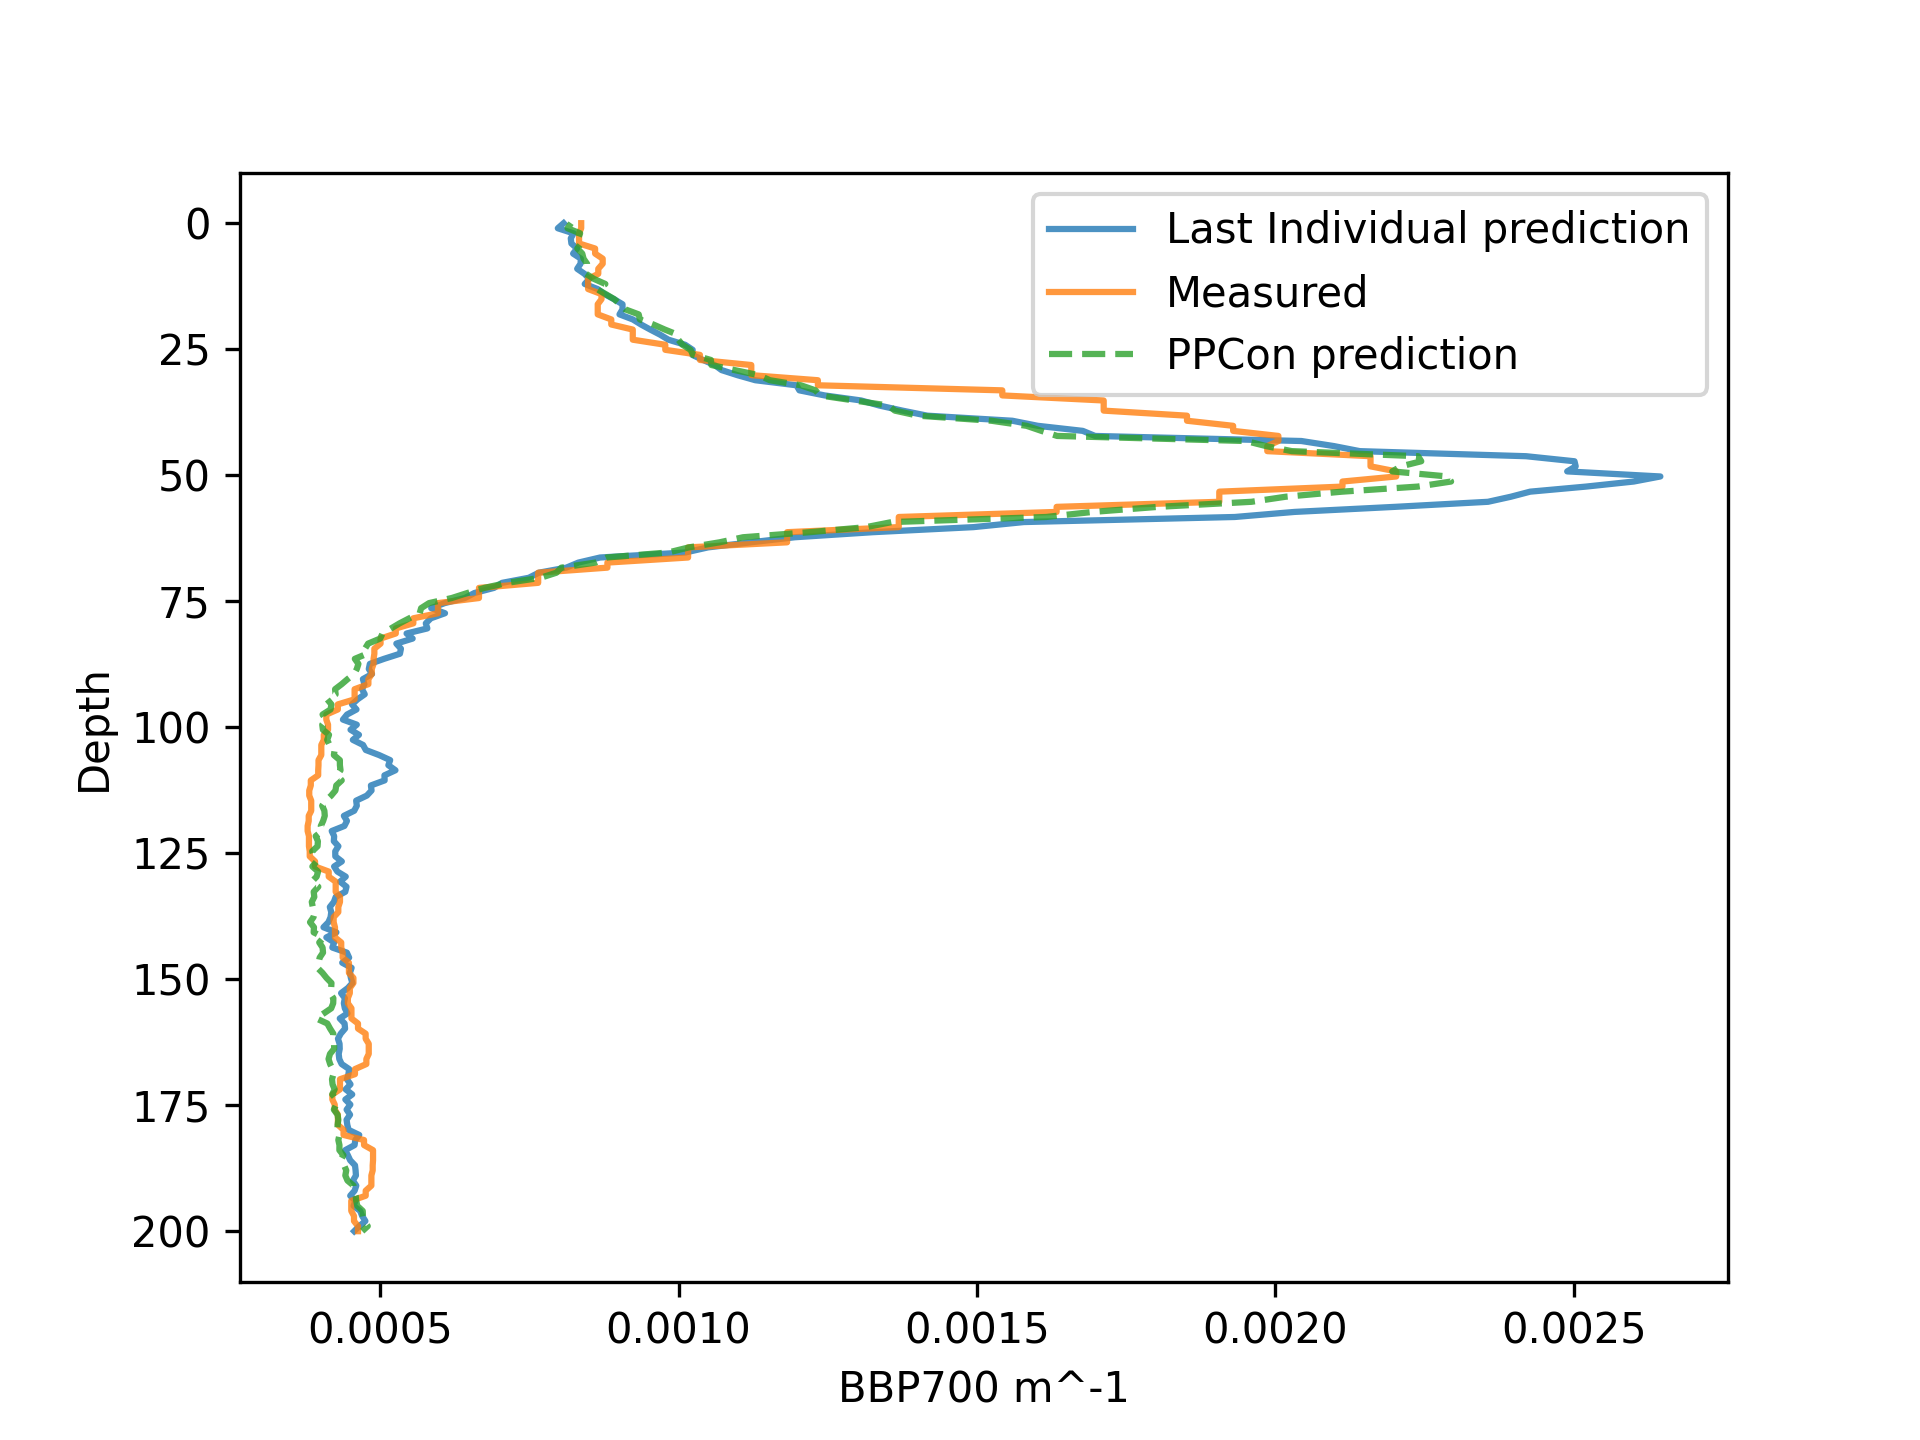 Last Individual prediction
Measured
PPCon prediction
0
25
50
75
100
125
150
175
200
Depth
0.0005 0.0010 0.0015 0.0020 0.0025
BBP700 m^-1